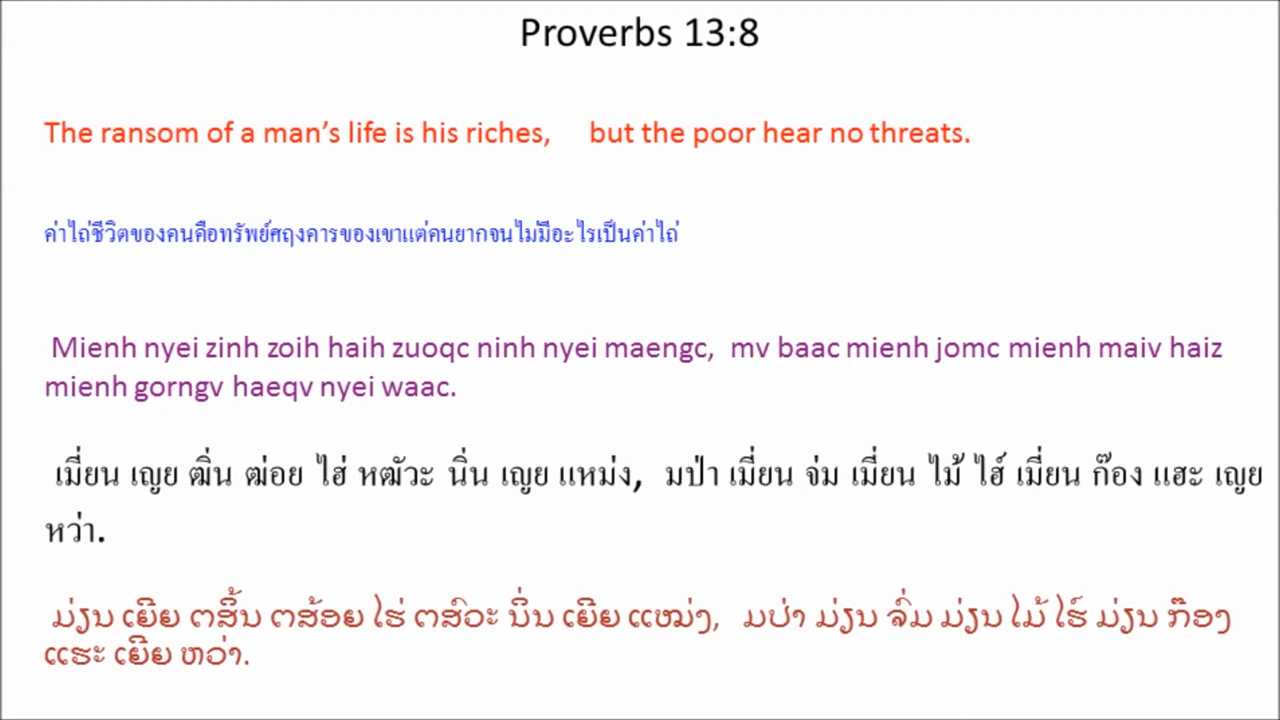 Proverbs 13:8
The ransom of a man’s life is his riches, but the poor hear no threats.
ค่าไถ่ชีวิตของคนคือทรัพย์ศฤงคารของเขาแต่คนยากจนไม่มีอะไรเป็นค่าไถ่
Mienh nyei zinh zoih haih zuoqc ninh nyei maengc, mv baac mienh jomc mienh maiv haiz
mienh gorngv haeqv nyei waac.
เมี่ยน เญย ฒิ่น ฒ่อย ไฮ่ หฒัวะ นิ่น เญย แหม่ง, มป่า เมี่ยน จ่ม เมี่ยน ไม้ ไฮ์ เมี่ยน ก๊อง แฮะ เญย
หว่า.
ມ່ຽນ ເຍີຍ ຕສິ້ນ ຕສ້ອຍ ໄຮ່ ຕສົວະ ນິ່ນ ເຍີຍ ແໝ່ງ, ມປ່າ ມ່ຽນ ຈົ່ມ ມ່ຽນ ໄມ້ ໄຮ໌ ມ່ຽນ ກ໊ອງ
ແຮະ ເຍີຍ ຫວ່າ.